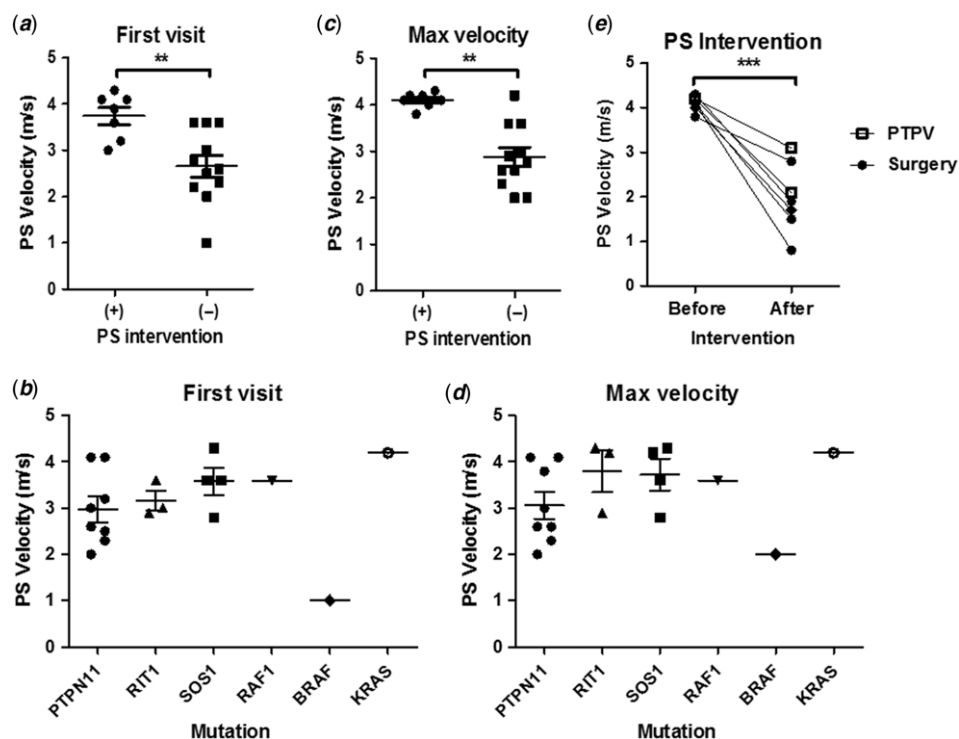 (a)
First visit
**
PS Velocity (m/s)
5
4
3
2
1
0
(+)
(–)
PS intervention
(c)
Max velocity
**
PS Velocity (m/s)
5
4
3
2
1
0
(+)
(–)
PS intervention
(e)
PS Intervention
***
PS Velocity (m/s)
5
4
3
2
1
0
Before
After
Intervention
PTPV
Surgery
(b)
First visit
PS Velocity (m/s)
5
4
3
2
1
0
PTPN11
RIT1
SOS1
RAF1
BRAF
KRAS
Mutation
(d)
Max velocity
PS Velocity (m/s)
5
4
3
2
1
0
PTPN11
RIT1
SOS1
RAF1
BRAF
KRAS
Mutation